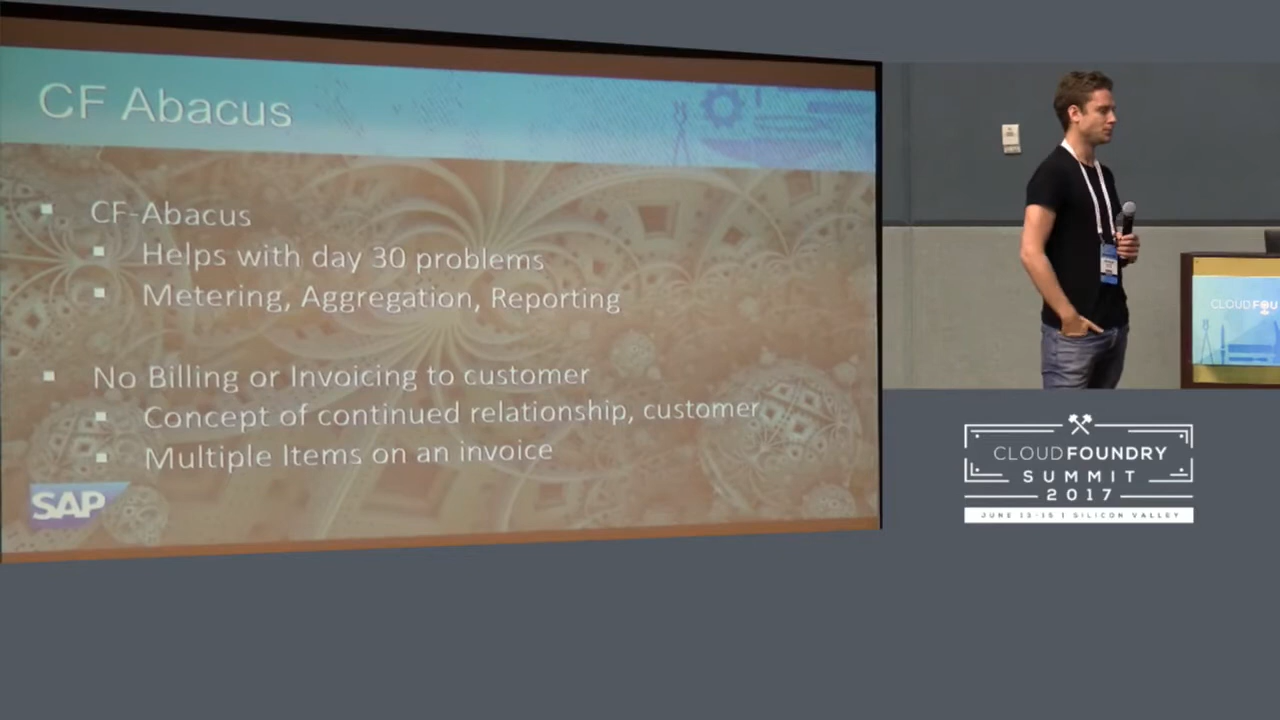 CF Abacus
CF-Abacus
Helps with day 30 problems
Metering, Aggregation, Reporting
No Billing or Invoicing to customer
Concept of continued relationship, customer
Multiple Items on an invoice
SAP
CLOUD FOU
CLOUD FOUNDRY
SUMMIT
2017
JUNE 13-15 | SILICON VALLEY